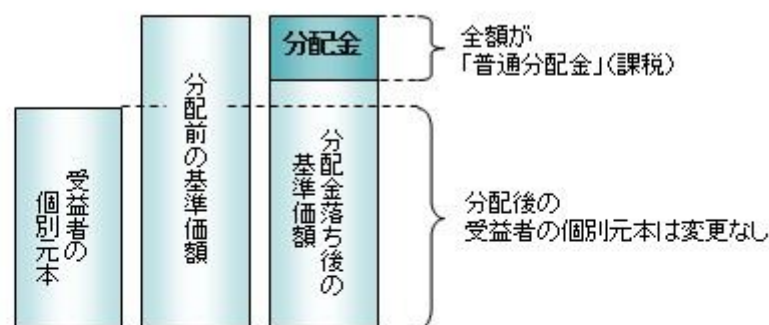 受益者の
個別元本
分配前の基準価額
分配金
分配金落ち後の
基準価額
全額が
「普通分配金」(課税)
分配後の
受益者の個別元本は変更なし